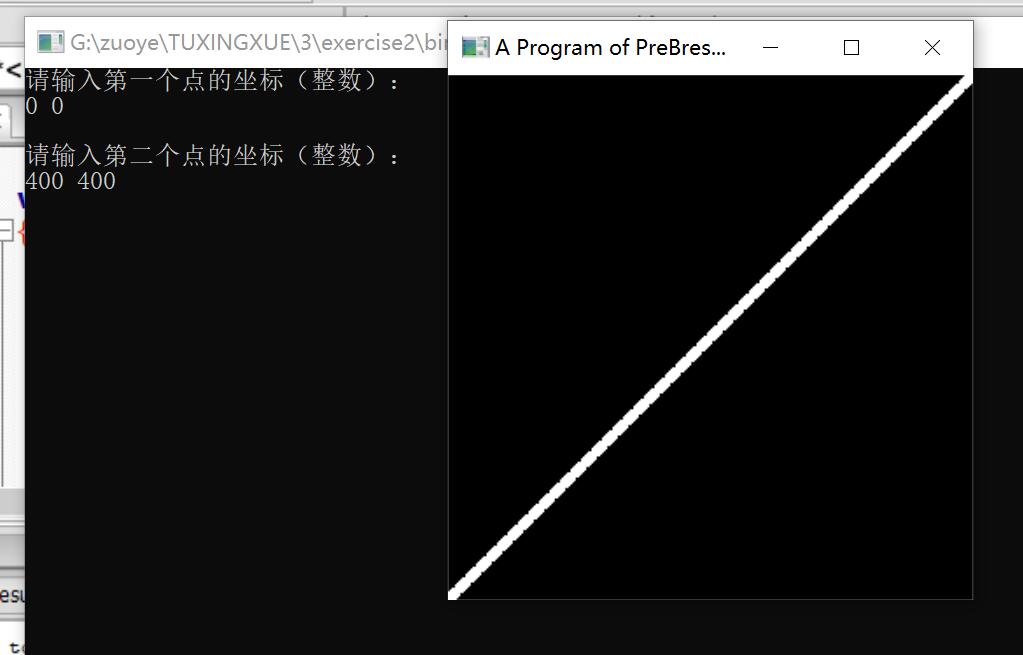 G:\zuoye\TUXINGXUE\3\exercise2\bin
A Program of PreBres...
请输入第一个点的坐标（整数）：
0 0
请输入第二个点的坐标（整数）：
400 400